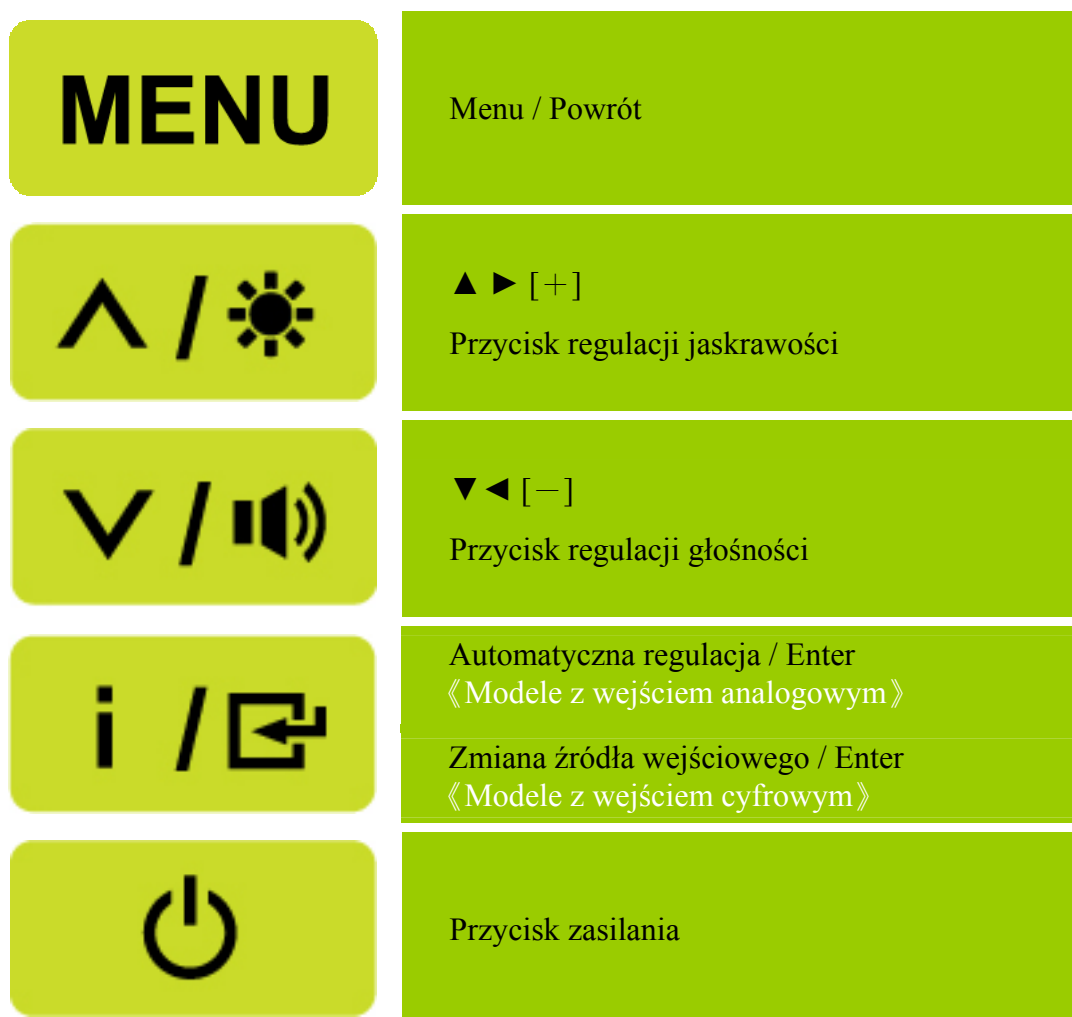 MENU
Menu / Powrót
∧ / ☀
▲ ► [+]
Przycisk regulacji jaskrawości
∨ /
▼◄ [−]
Przycisk regulacji głośności
i /
Automatyczna regulacja / Enter
《Modele z wejściem analogowym》
Zmiana źródła wejściowego / Enter
《Modele z wejściem cyfrowym》
Przycisk zasilania